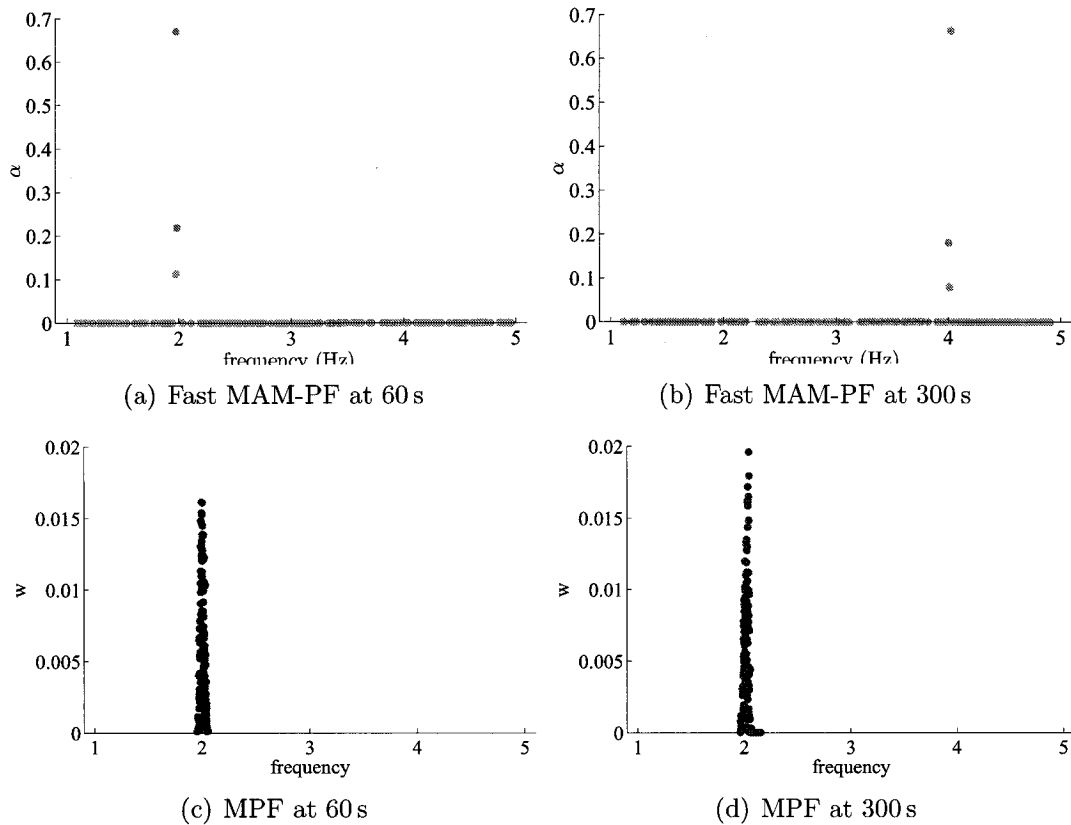 0.7
0.6
0.5
0.4
0.3
0.2
0.1
0
α
1 2 3 4 5
frequency (Hz)
(a) Fast MAM-PF at 60 s
0.7
0.6
0.5
0.4
0.3
0.2
0.1
0
α
1 2 3 4 5
frequency (Hz)
(b) Fast MAM-PF at 300 s
0.02
0.015
0.01
0.005
0
w
1 2 3 4 5
frequency
(c) MPF at 60 s
0.02
0.015
0.01
0.005
0
w
1 2 3 4 5
frequency
(d) MPF at 300 s